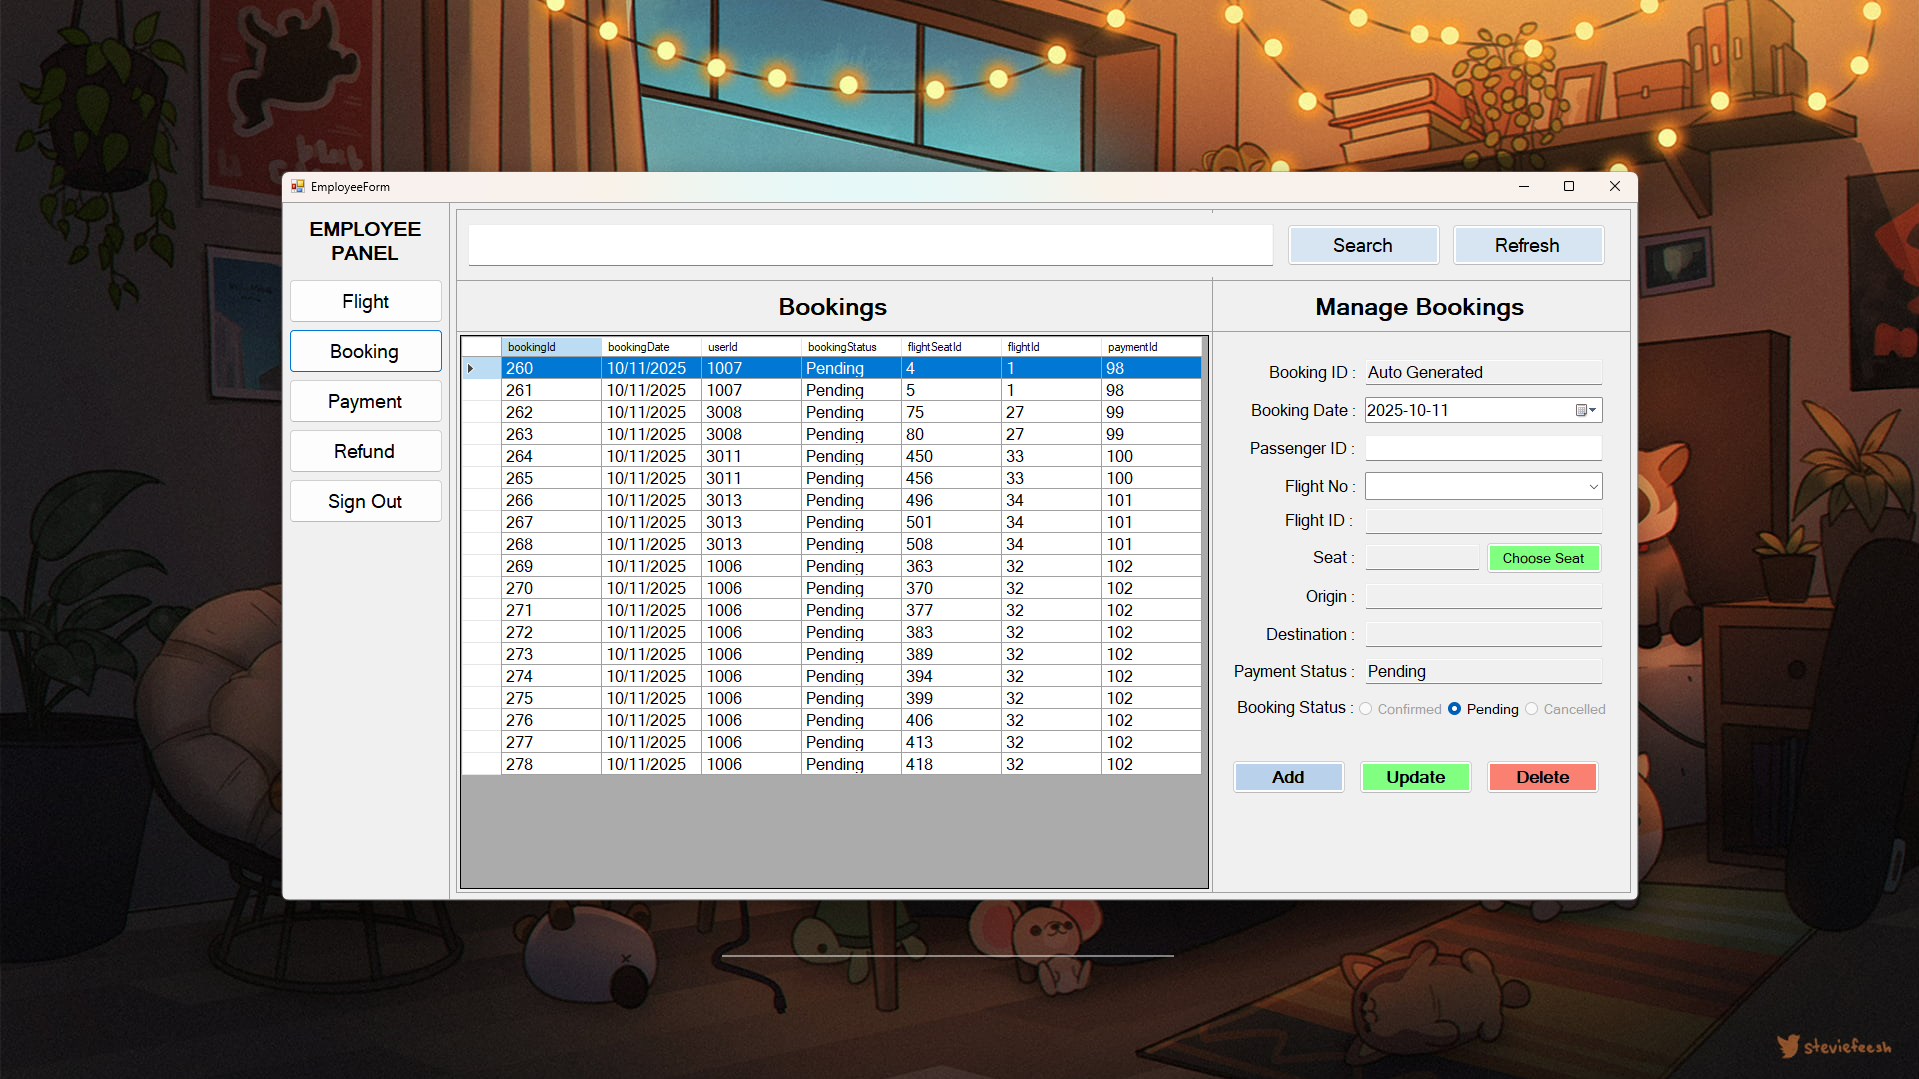 EmployeeForm
EMPLOYEE
PANEL
Flight
Booking
Payment
Refund
Sign Out
Search
Refresh
Bookings
bookingId bookingDate userId bookingStatus flightSeatId flightId paymentId
260 10/11/2025 1007 Pending 4 1 98
261 10/11/2025 1007 Pending 5 1 98
262 10/11/2025 3008 Pending 75 27 99
263 10/11/2025 3008 Pending 80 27 99
264 10/11/2025 3011 Pending 450 33 100
265 10/11/2025 3011 Pending 456 33 100
266 10/11/2025 3013 Pending 496 34 101
267 10/11/2025 3013 Pending 501 34 101
268 10/11/2025 3013 Pending 508 34 101
269 10/11/2025 1006 Pending 363 32 102
270 10/11/2025 1006 Pending 370 32 102
271 10/11/2025 1006 Pending 377 32 102
272 10/11/2025 1006 Pending 383 32 102
273 10/11/2025 1006 Pending 389 32 102
274 10/11/2025 1006 Pending 394 32 102
275 10/11/2025 1006 Pending 399 32 102
276 10/11/2025 1006 Pending 406 32 102
277 10/11/2025 1006 Pending 413 32 102
278 10/11/2025 1006 Pending 418 32 102
Manage Bookings
Booking ID : Auto Generated
Booking Date : 2025-10-11
Passenger ID :
Flight No :
Flight ID :
Seat : Choose Seat
Origin :
Destination :
Payment Status : Pending
Booking Status : Confirmed Pending Cancelled
Add Update Delete
steviefeesh